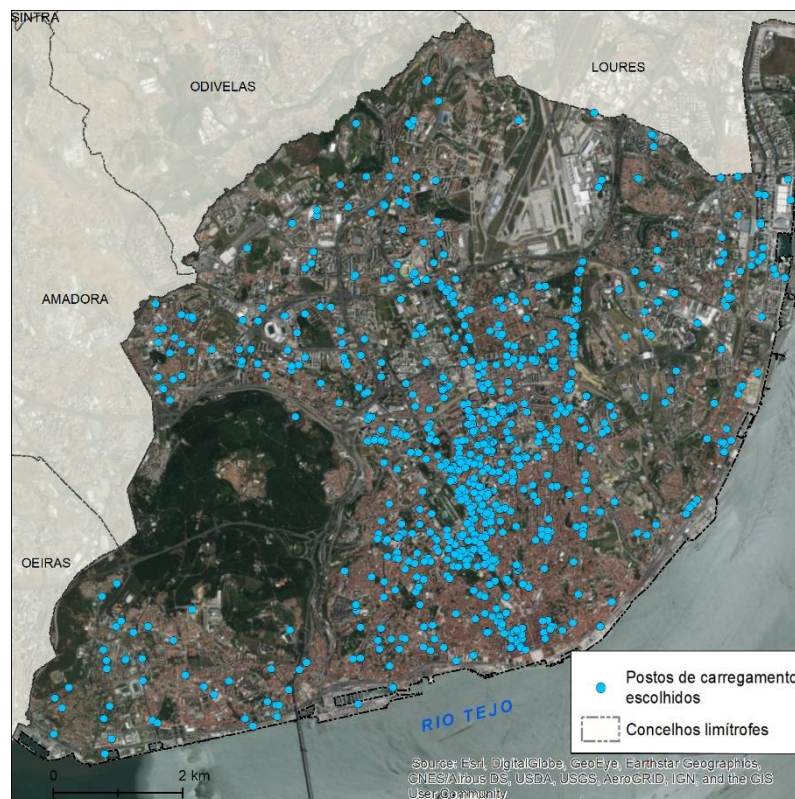 SINTRA
ODIVELAS
LOURES
AMADORA
OEIRAS
RIO TEJO
Postos de carregamento
escolhidos
Concelhos limítrofes
0 2 km
Source: Esri, DigitalGlobe, GeoEye, Earthstar Geographics,
CNES/Airbus DS, USDA, USGS, AeroGRID, IGN, and the GIS
User Community